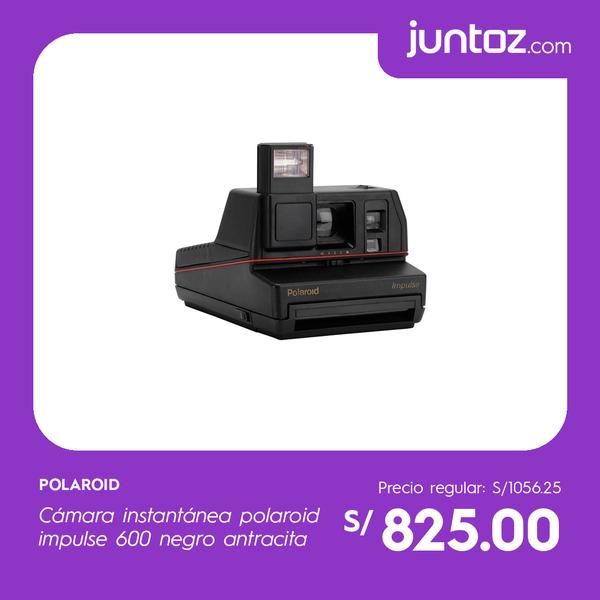 juntoz.com
Polaroid
Impulse
POLAROID
Cámara instantánea polaroid
impulse 600 negro antracita
Precio regular: S/1056.25
S/ 825.00